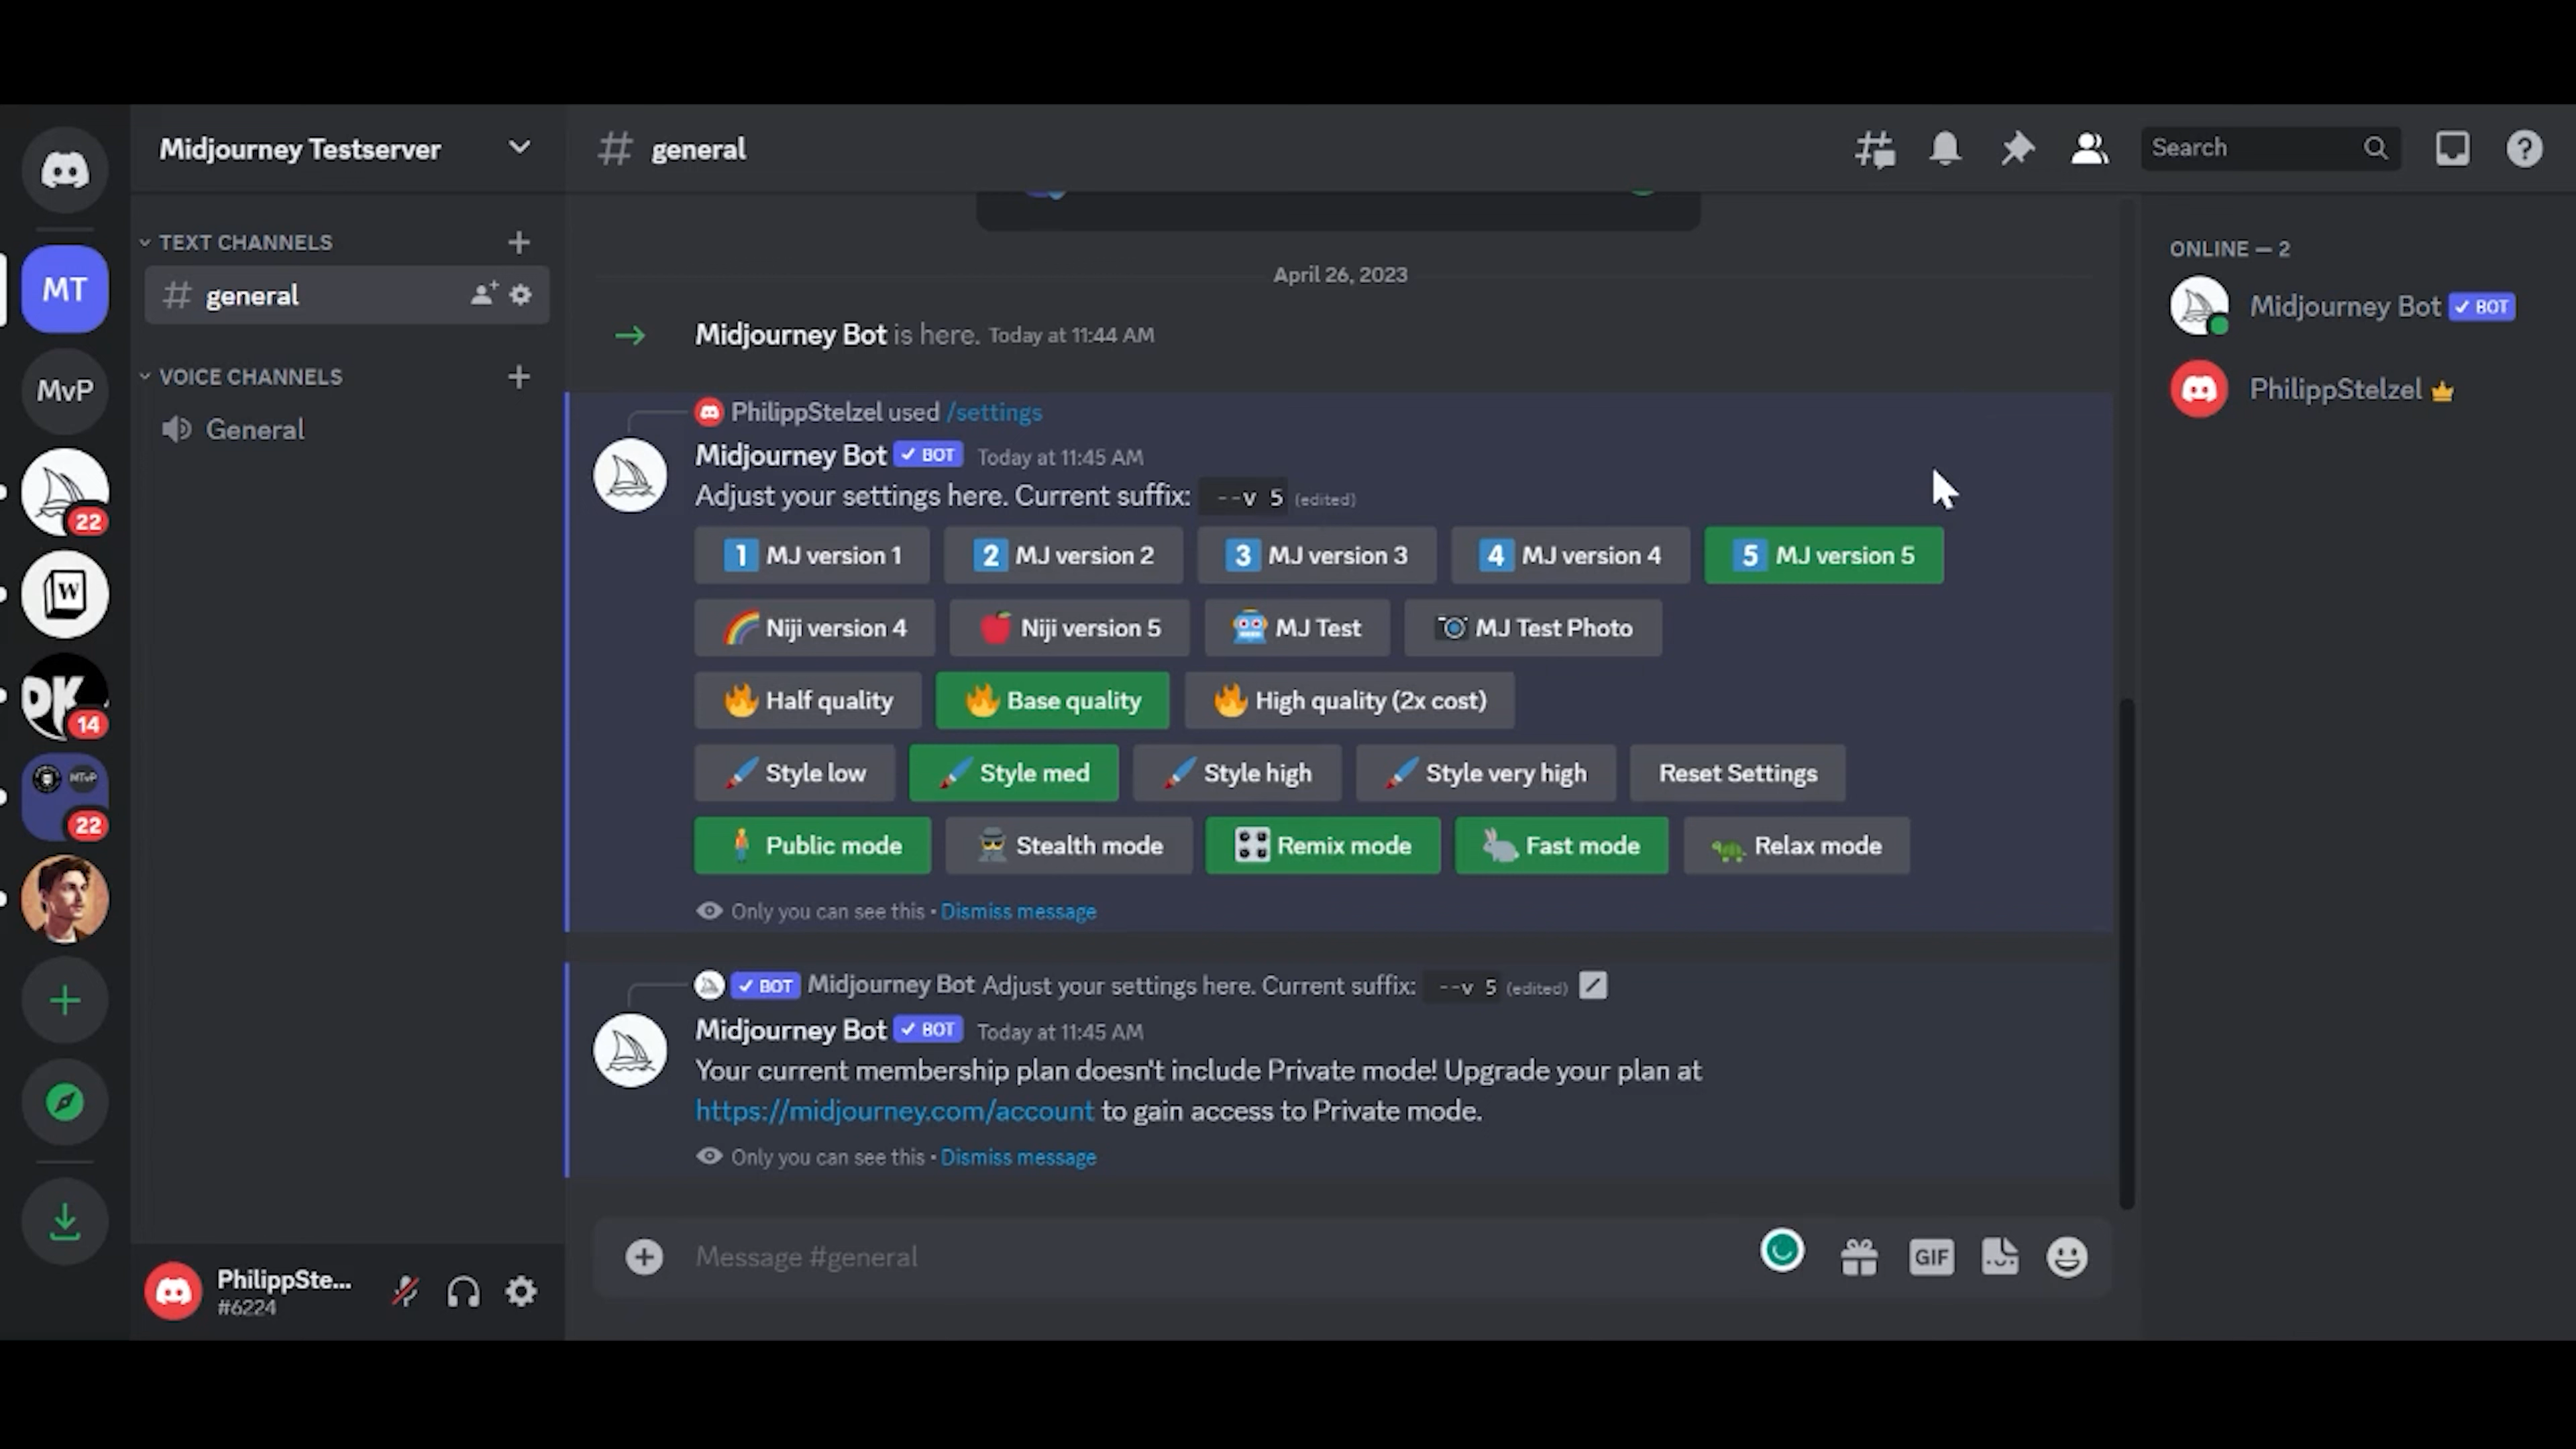 Midjourney Testserver
# general
Search
TEXT CHANNELS
# general
VOICE CHANNELS
General
MT
MvP
22
W
DK
14
MTvP
22
PhilippSte...
#6224
April 26, 2023
Midjourney Bot is here. Today at 11:44 AM
PhilippStelzel used /settings
Midjourney Bot ✓ BOT Today at 11:45 AM
Adjust your settings here. Current suffix: --v 5 (edited)
1 MJ version 1 2 MJ version 2 3 MJ version 3 4 MJ version 4 5 MJ version 5
Niji version 4 Niji version 5 MJ Test MJ Test Photo
Half quality Base quality High quality (2x cost)
Style low Style med Style high Style very high Reset Settings
Public mode Stealth mode Remix mode Fast mode Relax mode
Only you can see this • Dismiss message
✓ BOT Midjourney Bot Adjust your settings here. Current suffix: --v 5 (edited)
Midjourney Bot ✓ BOT Today at 11:45 AM
Your current membership plan doesn't include Private mode! Upgrade your plan at
https://midjourney.com/account to gain access to Private mode.
Only you can see this • Dismiss message
Message #general
GIF
ONLINE — 2
Midjourney Bot ✓ BOT
PhilippStelzel